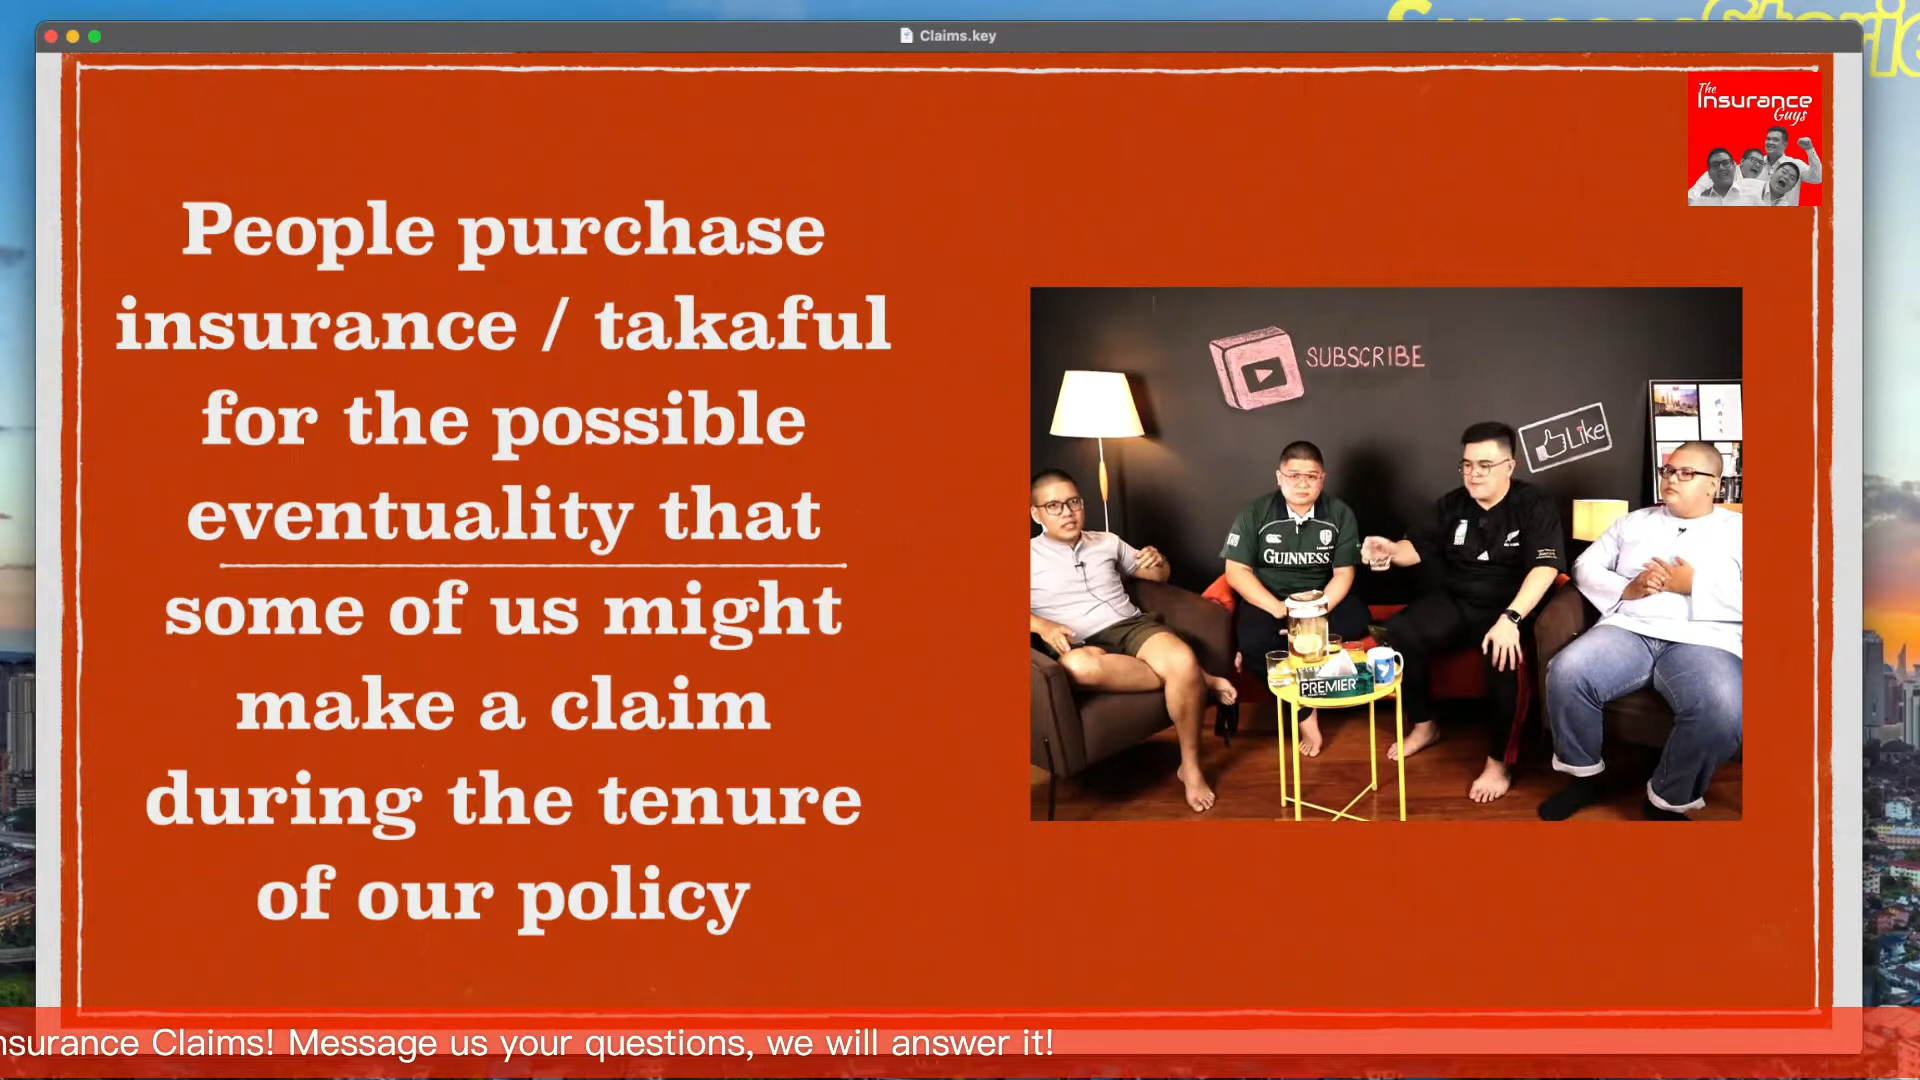 Claims.key
The
Insurance
Guys
People purchase
insurance / takaful
for the possible
eventuality that
some of us might
make a claim
during the tenure
of our policy
SUBSCRIBE
Like
GUINNESS
PREMIER
nsurance Claims! Message us your questions, we will answer it!